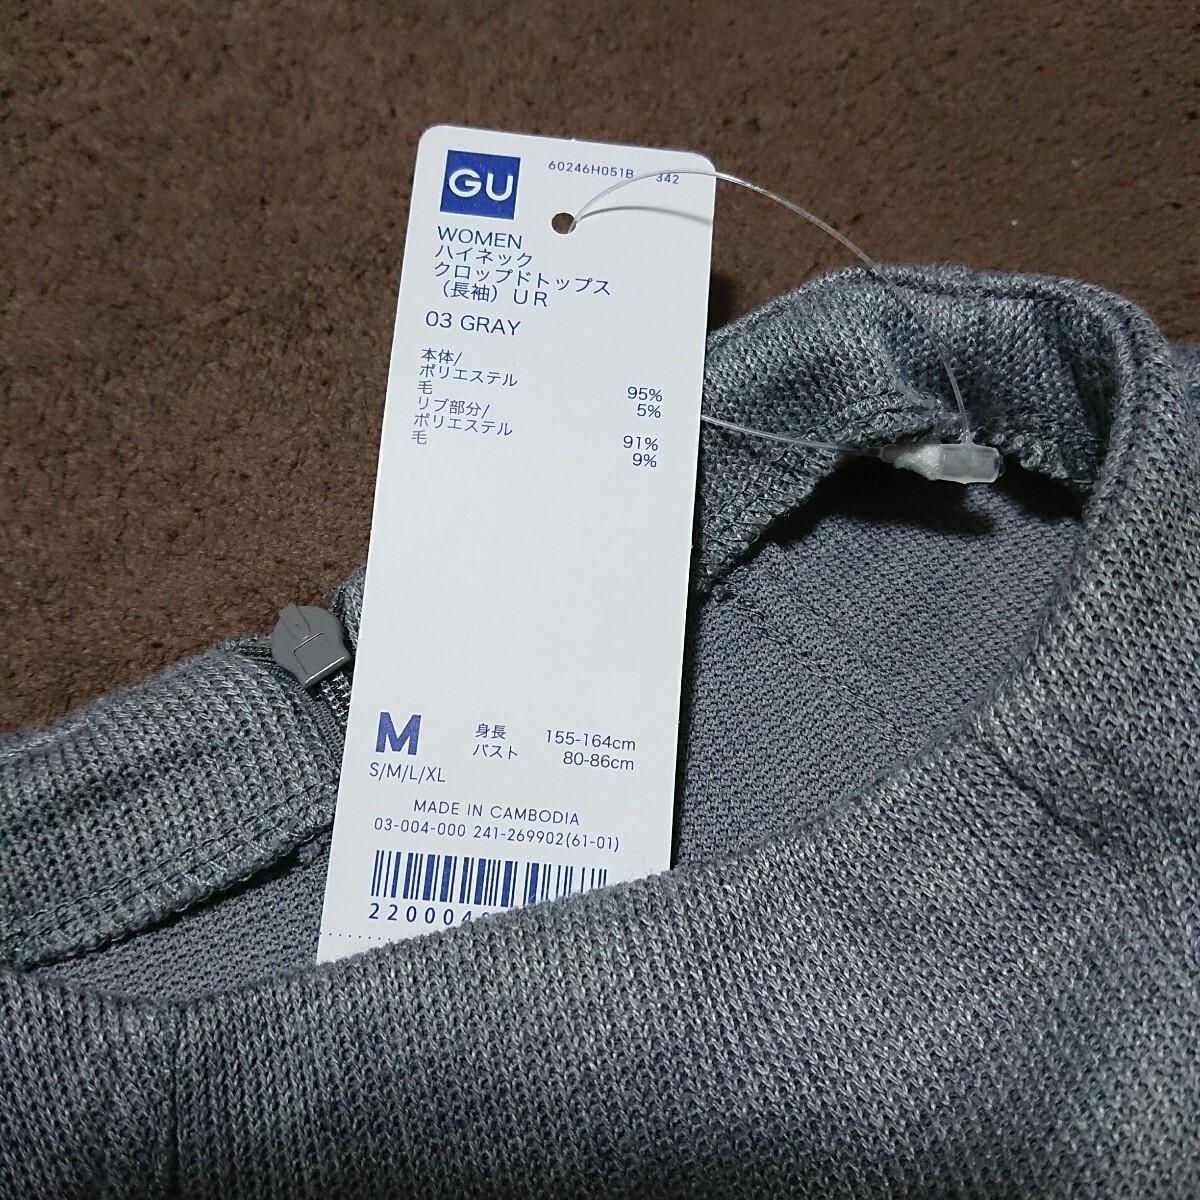 GU
60246H051B 342
WOMEN
ハイネック
クロップドトップス
（長袖）UR
03 GRAY
本体/
ポリエステル 95%
毛 5%
リブ部分/
ポリエステル 91%
毛 9%
M 身長 155-164cm
バスト 80-86cm
S/M/L/XL
MADE IN CAMBODIA
03-004-000 241-269902(61-01)
220004